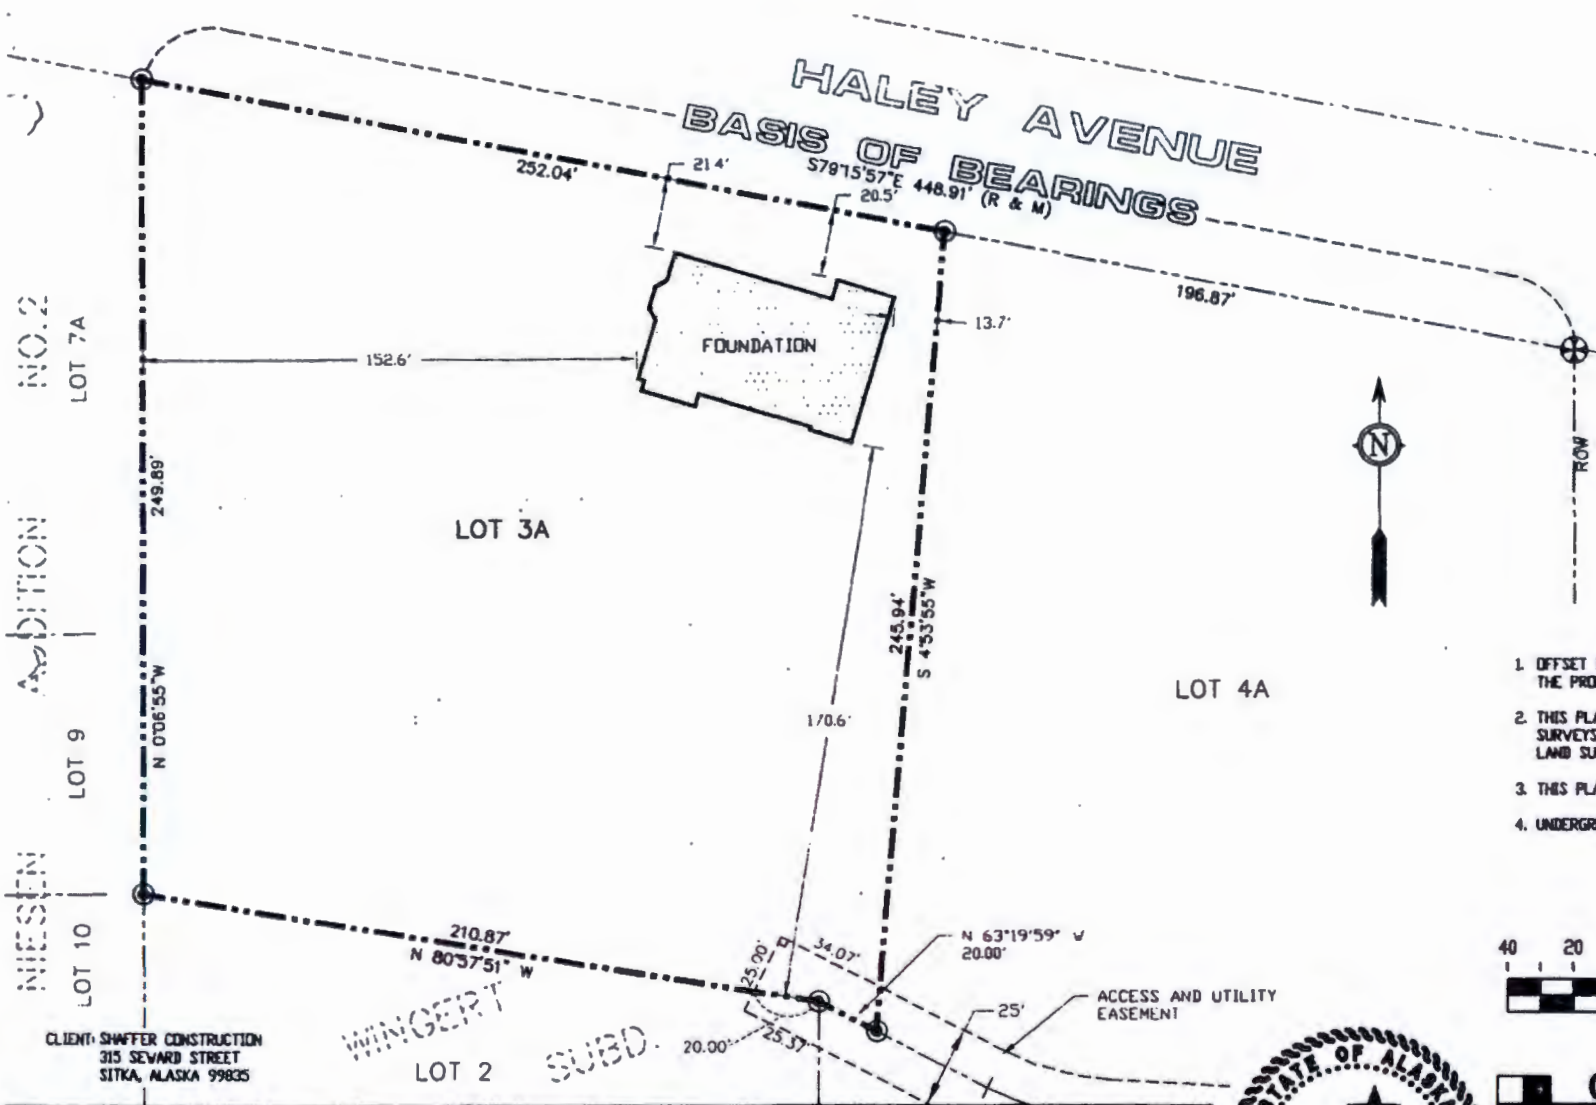 HALEY AVENUE
BASIS OF BEARINGS
S79°15'57"E 448.91' (R & M)
252.04'
21.4'
20.5'
196.87'
13.7'
FOUNDATION
152.6'
NO.2
LOT 7A
249.89'
N 0°06'55"W
ADDITION
LOT 9
NIESEN
LOT 10
LOT 3A
N
ROW
245.94'
S 4°53'55"W
170.6'
LOT 4A
1. OFFSET
THE
2. THIS
SURVEYS
LAND
3. THIS
4.
210.87'
N 80°57'51" W
25.00'
34.07'
N 63°19'59" W
20.00'
ACCESS AND UTILITY
EASEMENT
25'
20.00'
25.37'
40 20
WINGERT
SUBD.
LOT 2
CLIENT: SHAFFER CONSTRUCTION
315 SEWARD STREET
SITKA, ALASKA 99835
STATE OF ALASKA